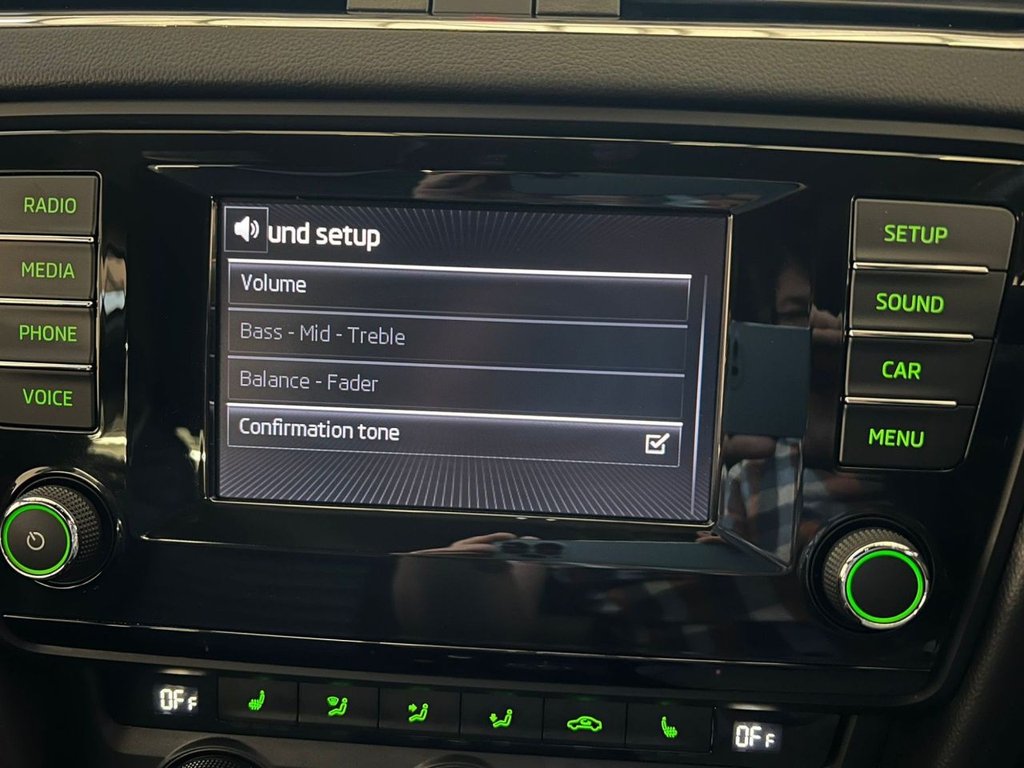 RADIO
MEDIA
PHONE
VOICE
und setup
Volume
Bass - Mid - Treble
Balance - Fader
Confirmation tone
SETUP
SOUND
CAR
MENU
OFF
OFF